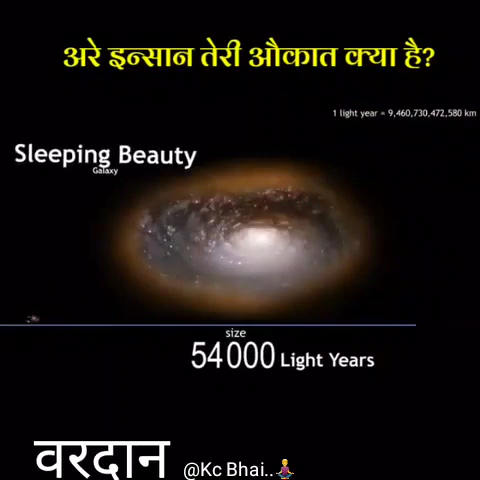 अरे इन्सान तेरी औकात क्या है?
1 light year = 9,460,730,472,580 km
Sleeping Beauty
Galaxy
size
54000 Light Years
वरदान @Kc Bhai..🧘